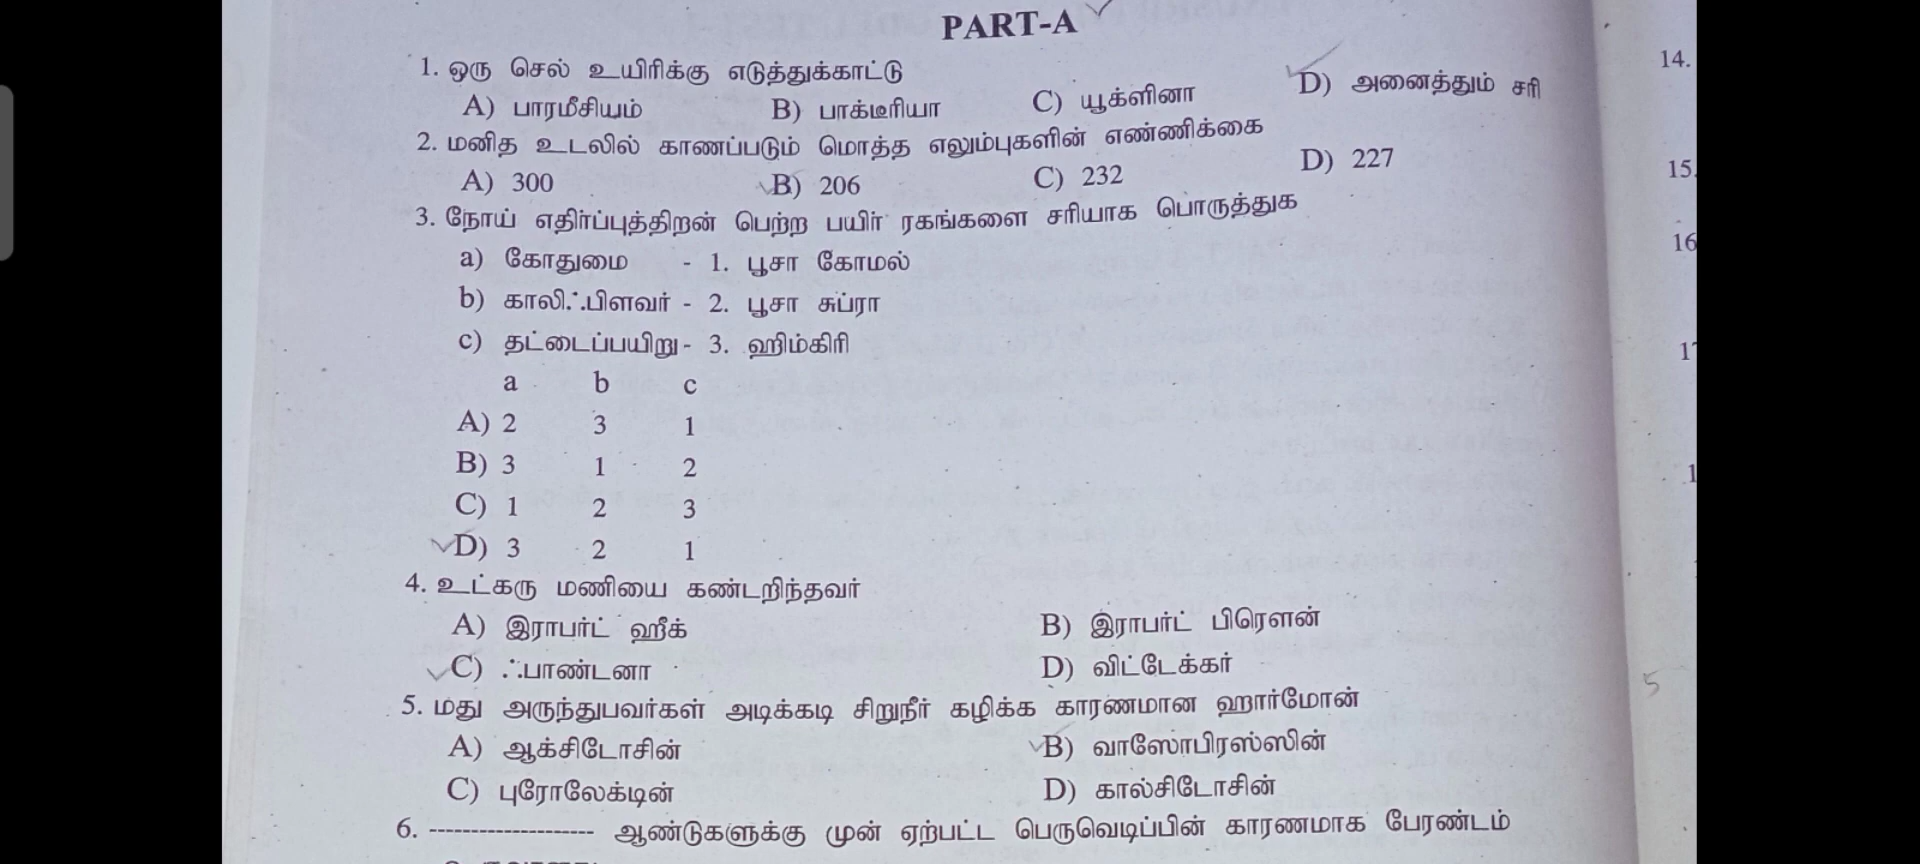 PART-A
1. ஒரு செல் உயிரிக்கு எடுத்துக்காட்டு
A) பாரமீசியம் B) பாக்டீரியா C) யூக்ளினா D) அனைத்தும் சரி
2. மனித உடலில் காணப்படும் மொத்த எலும்புகளின் எண்ணிக்கை
A) 300 B) 206 C) 232 D) 227
3. நோய் எதிர்ப்புத்திறன் பெற்ற பயிர் ரகங்களை சரியாக பொருத்துக
a) கோதுமை - 1. பூசா கோமல்
b) காலிஃபிளவர் - 2. பூசா சுப்ரா
c) தட்டைப்பயிறு - 3. ஹிம்கிரி
a b c
A) 2 3 1
B) 3 1 2
C) 1 2 3
D) 3 2 1
4. உட்கரு மணியை கண்டறிந்தவர்
A) இராபர்ட் ஹீக் B) இராபர்ட் பிரௌன்
C) ஃபாண்டனா D) விட்டேக்கர்
5. மது அருந்துபவர்கள் அடிக்கடி சிறுநீர் கழிக்க காரணமான ஹார்மோன்
A) ஆக்சிடோசின் B) வாஸோபிரஸ்ஸின்
C) புரோலேக்டின் D) கால்சிடோசின்
6. -------------------- ஆண்டுகளுக்கு முன் ஏற்பட்ட பெருவெடிப்பின் காரணமாக பேரண்டம்
14.
15.
16
5